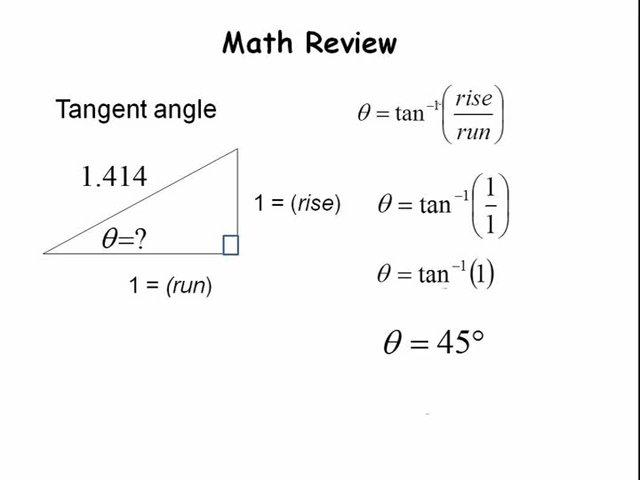 Math Review
Tangent angle
1.414
θ=?
1 = (rise)
1 = (run)
θ = tan⁻¹(rise/run)
θ = tan⁻¹(1/1)
θ = tan⁻¹(1)
θ = 45°